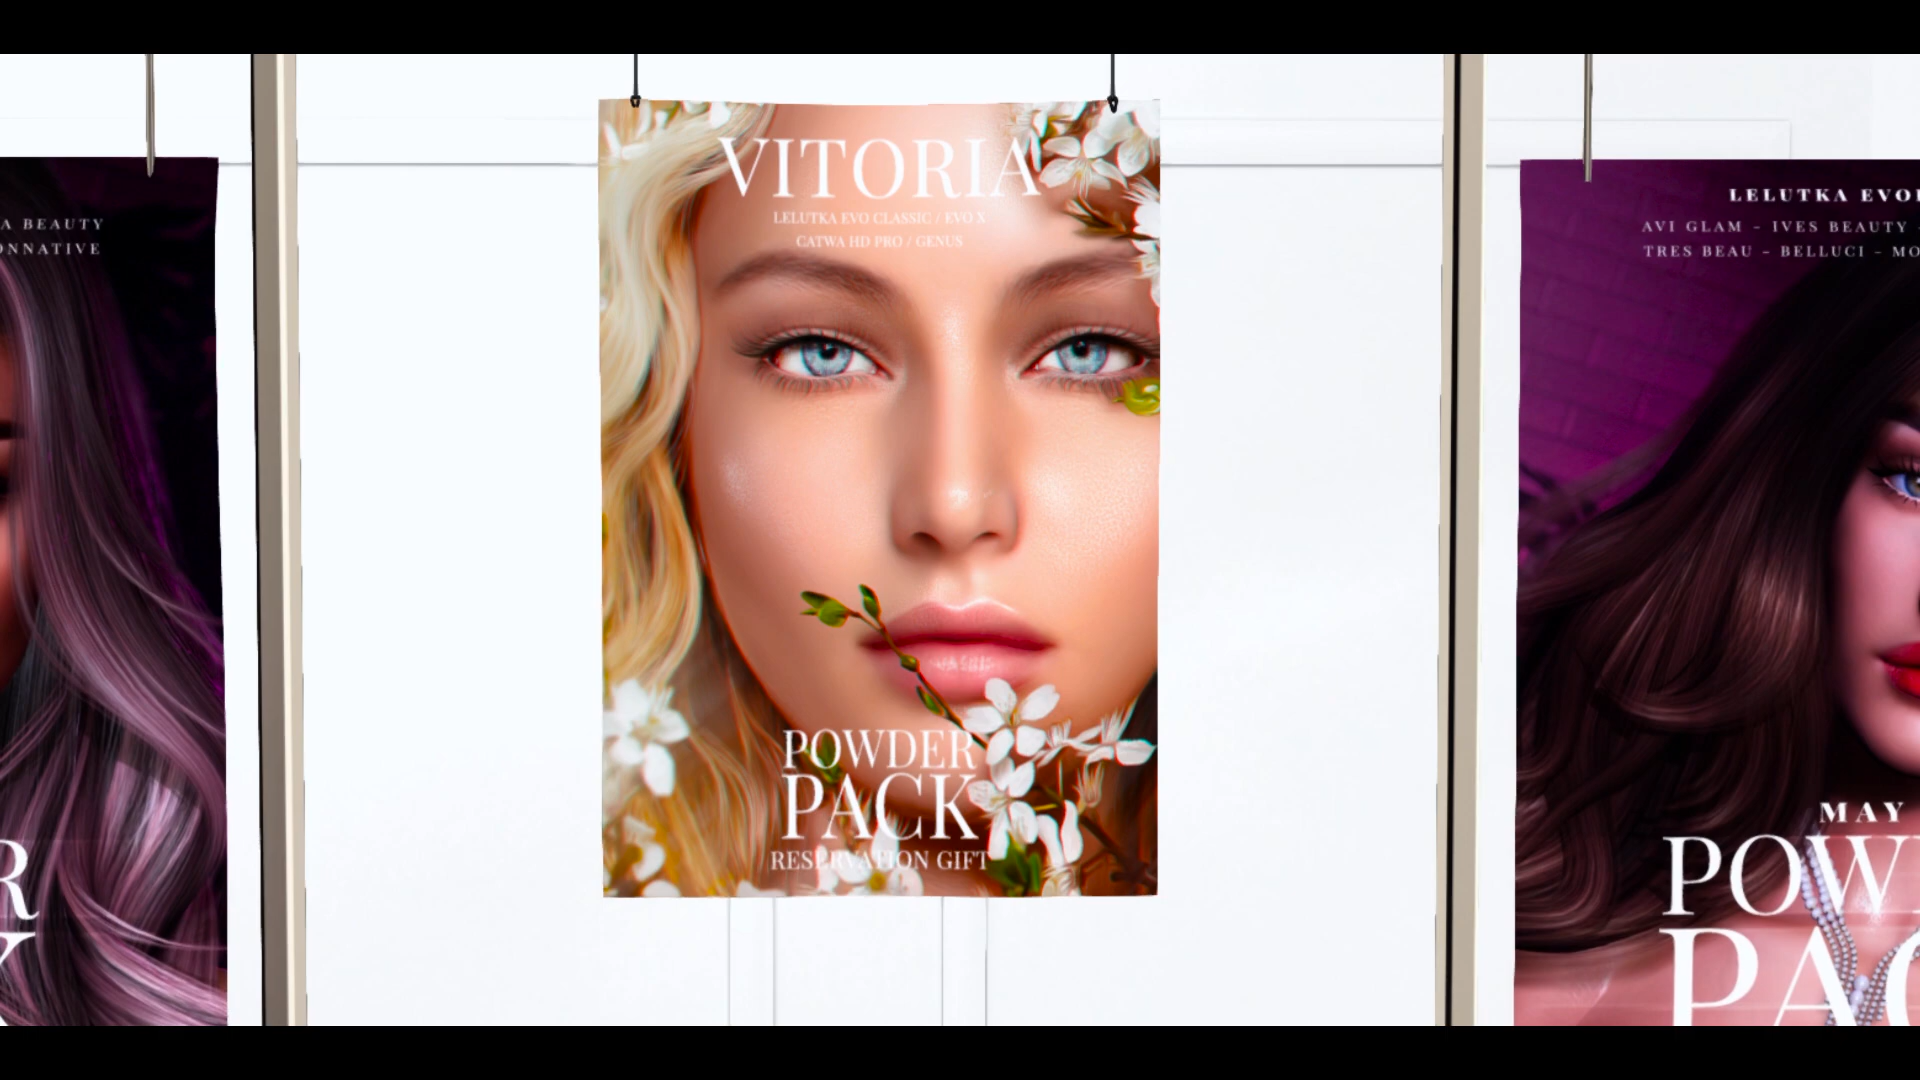 A BEAUTY
ONNATIVE
R
VITORIA
LELUTKA EVO CLASSIC / EVO X
CATWA HD PRO / GENUS
POWDER
PACK
RESERVATION GIFT
LELUTKA EVO
AVI GLAM - IVES BEAUTY -
TRES BEAU - BELLUCI - MO
MAY
POW
PAC